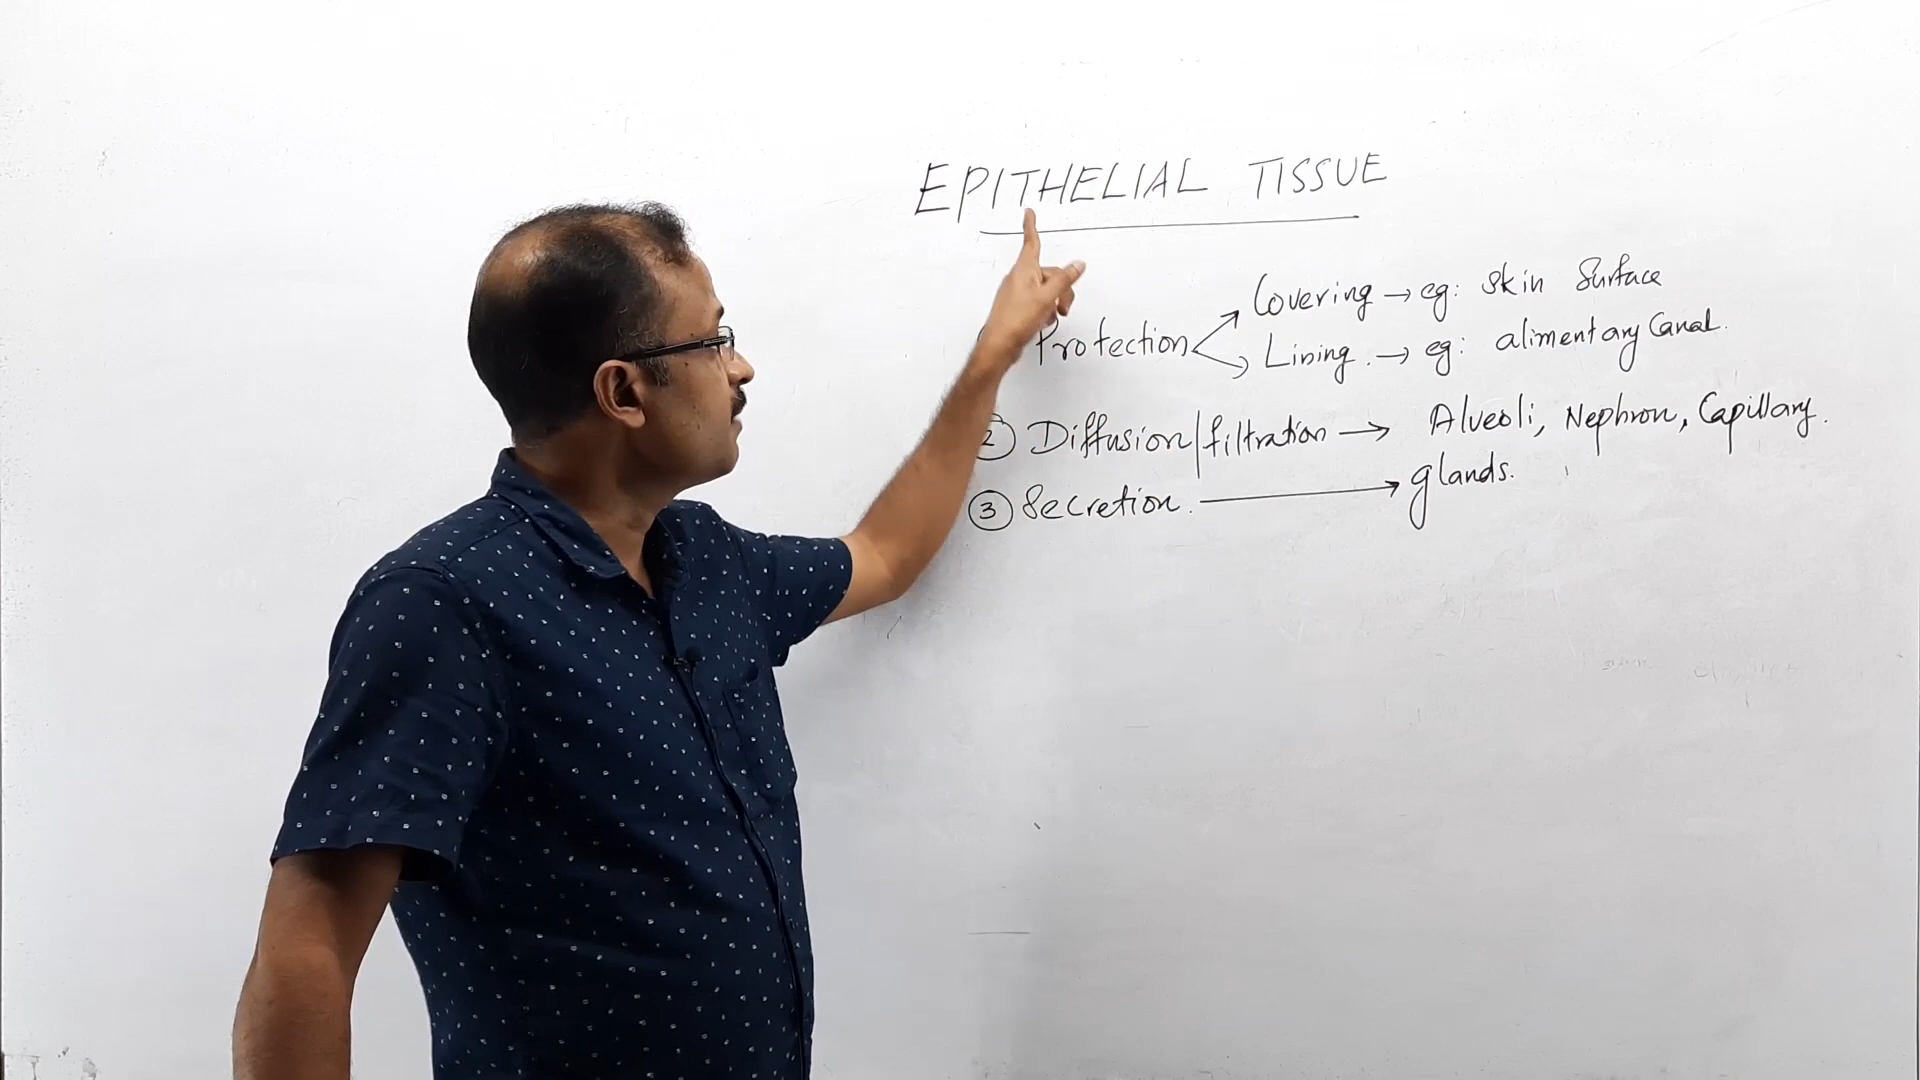 EPITHELIAL TISSUE
Protection
Covering → eg: Skin Surface
Lining → eg: alimentary Canal.
② Diffusion/filtration → Alveoli, Nephron, Capillary.
③ Secretion. → glands.